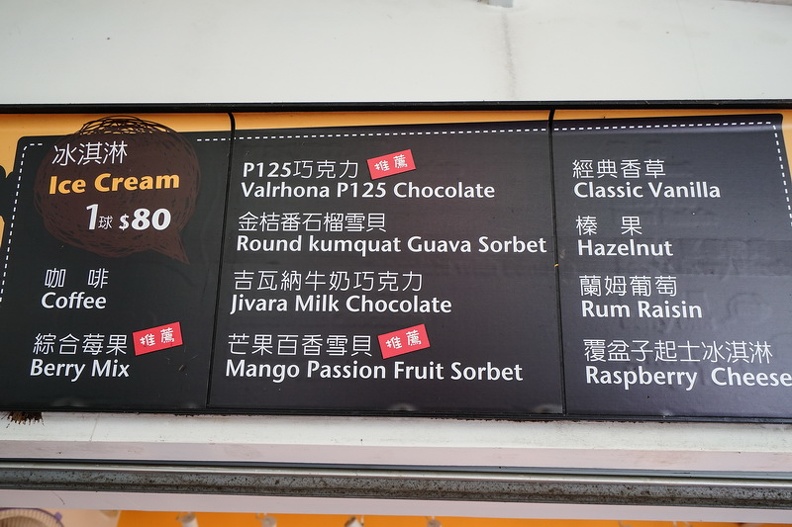 冰淇淋
Ice Cream
1球 $80
咖 啡
Coffee
綜合莓果 推薦
Berry Mix
P125巧克力 推薦
Valrhona P125 Chocolate
金桔番石榴雪貝
Round kumquat Guava Sorbet
吉瓦納牛奶巧克力
Jivara Milk Chocolate
芒果百香雪貝 推薦
Mango Passion Fruit Sorbet
經典香草
Classic Vanilla
榛 果
Hazelnut
蘭姆葡萄
Rum Raisin
覆盆子起士冰淇淋
Raspberry Cheese